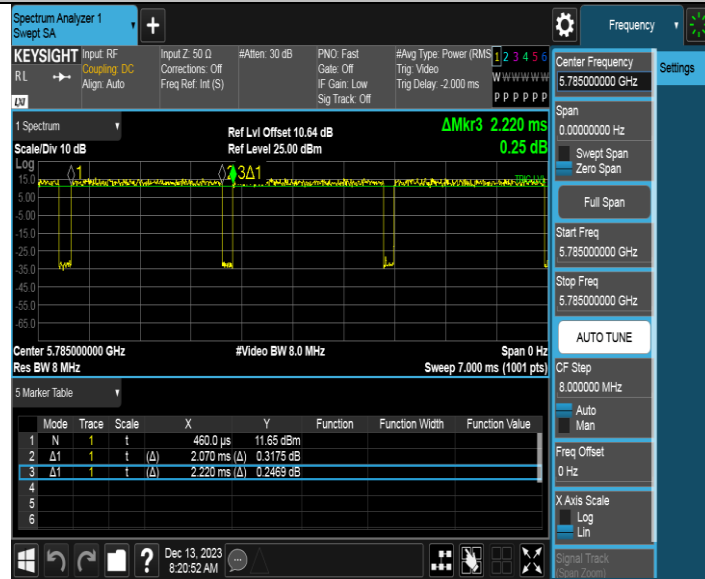 Spectrum Analyzer 1
Swept SA
Frequency
KEYSIGHT
RL
LXI
Input: RF
Coupling: DC
Align: Auto
Input Z: 50 Ω
Corrections: Off
Freq Ref: Int (S)
#Atten: 30 dB
PNO: Fast
Gate: Off
IF Gain: Low
Sig Track: Off
#Avg Type: Power (RMS
Trig: Video
Trig Delay: -2.000 ms
1 2 3 4 5 6
W W W W W W
P P P P P P
1 Spectrum
Scale/Div 10 dB
Log
Ref Lvl Offset 10.64 dB
Ref Level 25.00 dBm
ΔMkr3 2.220 ms
0.25 dB
1
2
3Δ1
TRIG LVL
15.0
5.00
-5.00
-15.0
-25.0
-35.0
-45.0
-55.0
-65.0
Center 5.785000000 GHz
#Video BW 8.0 MHz
Span 0 Hz
Res BW 8 MHz
Sweep 7.000 ms (1001 pts)
5 Marker Table
Mode Trace Scale X Y Function Function Width Function Value
1 N 1 t 460.0 µs 11.65 dBm
2 Δ1 1 t (Δ) 2.070 ms (Δ) 0.3175 dB
3 Δ1 1 t (Δ) 2.220 ms (Δ) 0.2469 dB
4
5
6
?
Dec 13, 2023
8:20:52 AM
Center Frequency
5.785000000 GHz
Settings
Span
0.00000000 Hz
Swept Span
Zero Span
Full Span
Start Freq
5.785000000 GHz
Stop Freq
5.785000000 GHz
AUTO TUNE
CF Step
8.000000 MHz
Auto
Man
Freq Offset
0 Hz
X Axis Scale
Log
Lin
Signal Track
(Span Zoom)